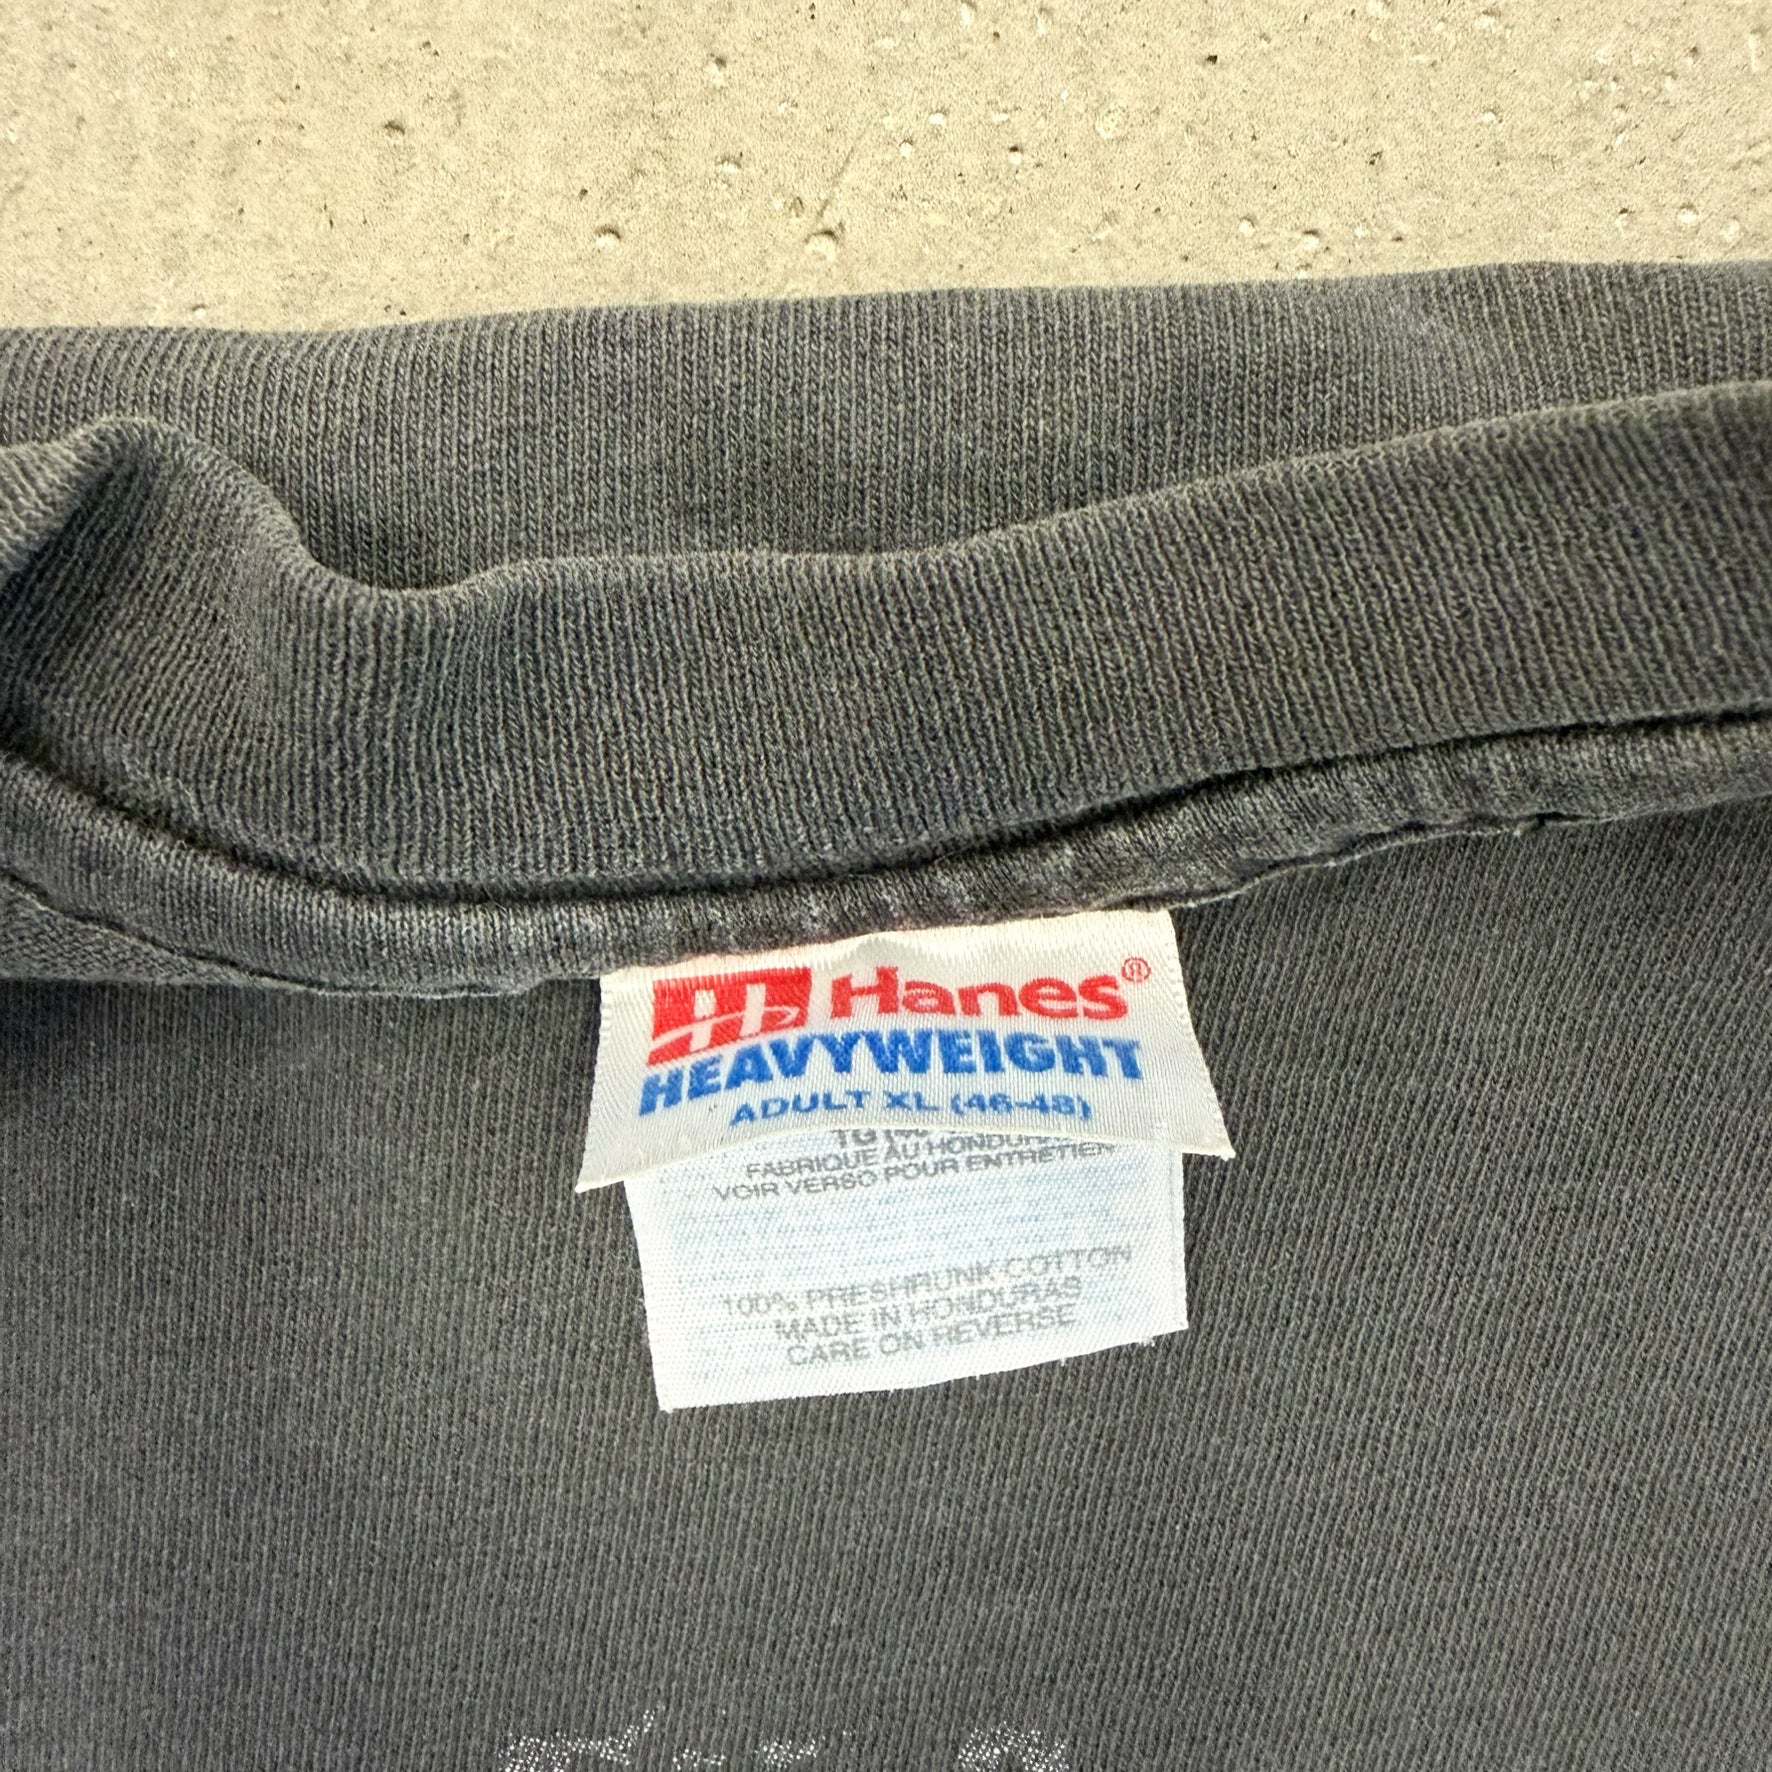 Hanes®
HEAVYWEIGHT
ADULT XL (46-48)
TG
FABRIQUE AU HONDURAS
VOIR VERSO POUR ENTRETIEN
100% PRESHRUNK COTTON
MADE IN HONDURAS
CARE ON REVERSE